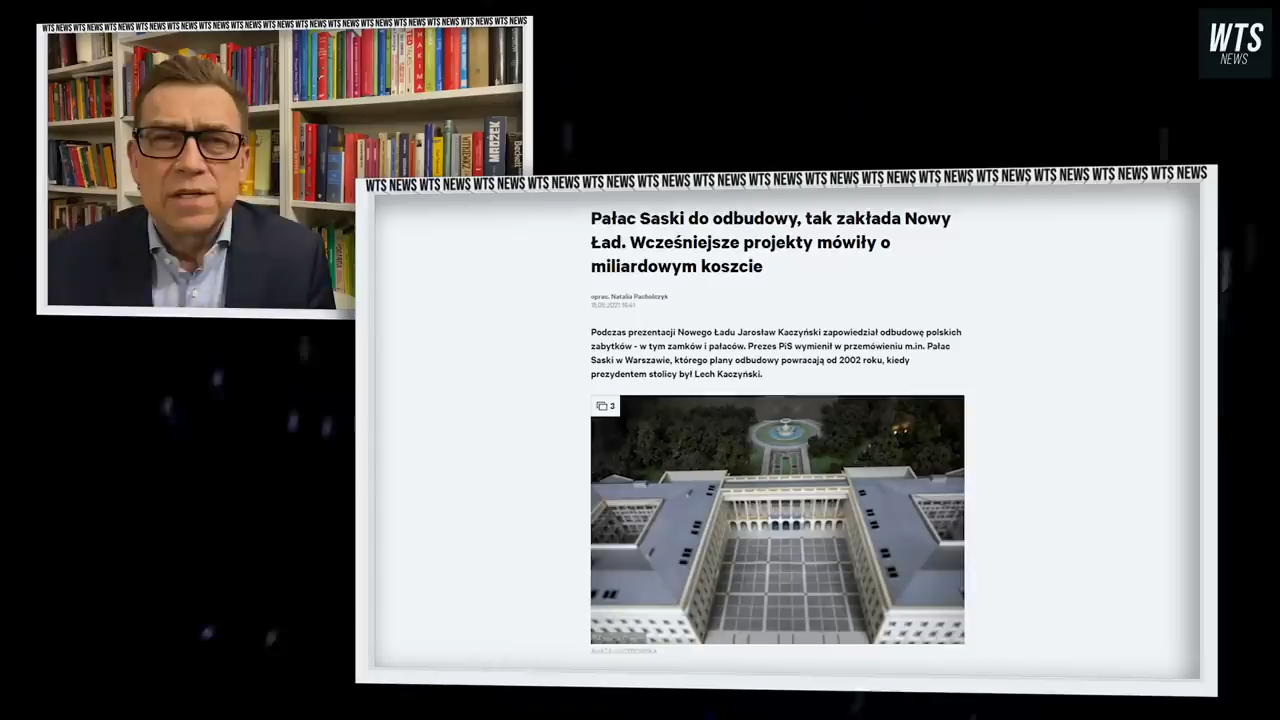 WTS NEWS WTS NEWS WTS NEWS WTS NEWS WTS NEWS WTS NEWS WTS NEWS WTS NEWS WTS NEWS WTS NEWS WTS NEWS WTS NEWS WTS NEWS WTS NEWS WTS NEWS WTS NEWS
WTS
NEWS
HAKIMA
MROŻEK
Beckett
WTS NEWS WTS NEWS WTS NEWS WTS NEWS WTS NEWS WTS NEWS WTS NEWS WTS NEWS WTS NEWS WTS NEWS WTS NEWS WTS NEWS WTS NEWS WTS NEWS WTS NEWS WTS NEWS
Pałac Saski do odbudowy, tak zakłada Nowy
Ład. Wcześniejsze projekty mówiły o
miliardowym koszcie
oprac. Natalia Pacholczyk
Podczas prezentacji Nowego Ładu Jarosław Kaczyński zapowiedział odbudowę polskich
zabytków - w tym zamków i pałaców. Prezes PiS wymienił w przemówieniu m.in. Pałac
Saski w Warszawie, którego plany odbudowy powracają od 2002 roku, kiedy
prezydentem stolicy był Lech Kaczyński.
3